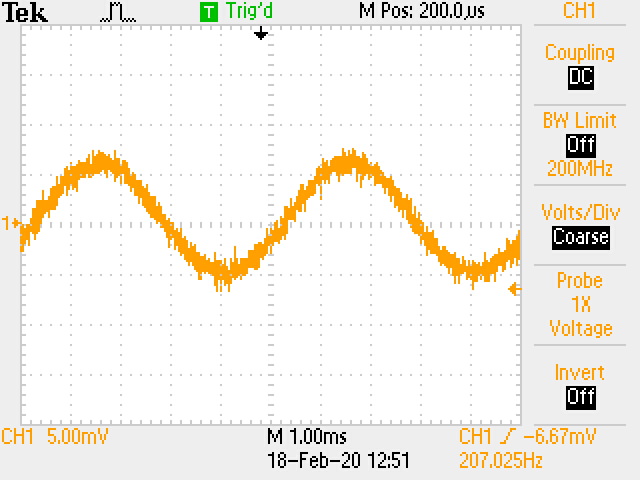 Tek T Trig'd M Pos: 200.0µs CH1
Coupling
DC
BW Limit
Off
200MHz
1
Volts/Div
Coarse
Probe
1X
Voltage
Invert
Off
CH1 5.00mV M 1.00ms CH1 -6.67mV
18-Feb-20 12:51 207.025Hz